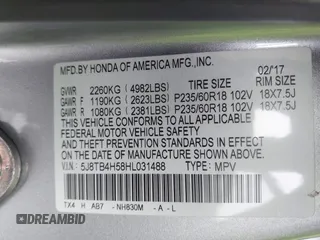 MFD.BY HONDA OF AMERICA MFG.,INC. 02/17
GVWR 2260KG (4982LBS) TIRE SIZE RIM SIZE
GAWR F 1190KG (2623LBS) P235/60R18 102V 18X7.5J
GAWR R 1080KG (2381LBS) P235/60R18 102V 18X7.5J
THIS VEHICLE CONFORMS TO ALL APPLICABLE
FEDERAL MOTOR VEHICLE SAFETY AND
THEFT PREVENTION STANDARDS IN EFFECT ON
THE DATE OF MANUFACTURE SHOWN ABOVE.
V.I.N.: 5J8TB4H58HL031488 TYPE: MPV
TX4 H AB7 -NH830M -A -L
DREAMBID